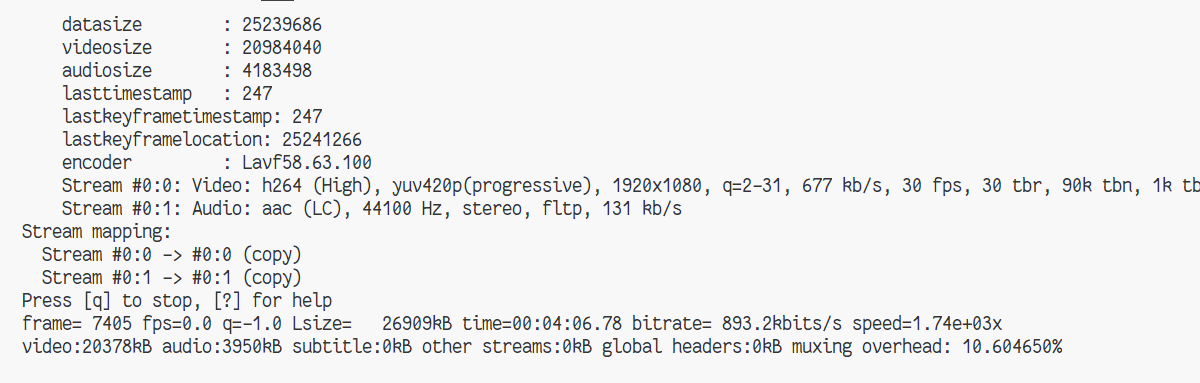 datasize : 25239686
videosize : 20984040
audiosize : 4183498
lasttimestamp : 247
lastkeyframetimestamp: 247
lastkeyframelocation: 25241266
encoder : Lavf58.63.100
Stream #0:0: Video: h264 (High), yuv420p(progressive), 1920x1080, q=2-31, 677 kb/s, 30 fps, 30 tbr, 90k tbn, 1k tb
Stream #0:1: Audio: aac (LC), 44100 Hz, stereo, fltp, 131 kb/s
Stream mapping:
Stream #0:0 -> #0:0 (copy)
Stream #0:1 -> #0:1 (copy)
Press [q] to stop, [?] for help
frame= 7405 fps=0.0 q=-1.0 Lsize= 26909kB time=00:04:06.78 bitrate= 893.2kbits/s speed=1.74e+03x
video:20378kB audio:3950kB subtitle:0kB other streams:0kB global headers:0kB muxing overhead: 10.604650%